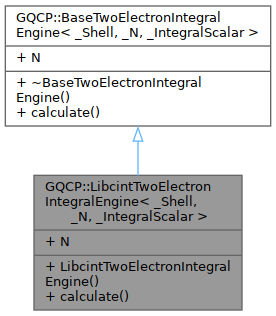 GQCP::BaseTwoElectronIntegral
Engine< _Shell, _N, _IntegralScalar >
+ N
+ ~BaseTwoElectronIntegral
Engine()
+ calculate()
GQCP::LibcintTwoElectron
IntegralEngine< _Shell,
_N, _IntegralScalar >
+ N
+ LibcintTwoElectronIntegral
Engine()
+ calculate()